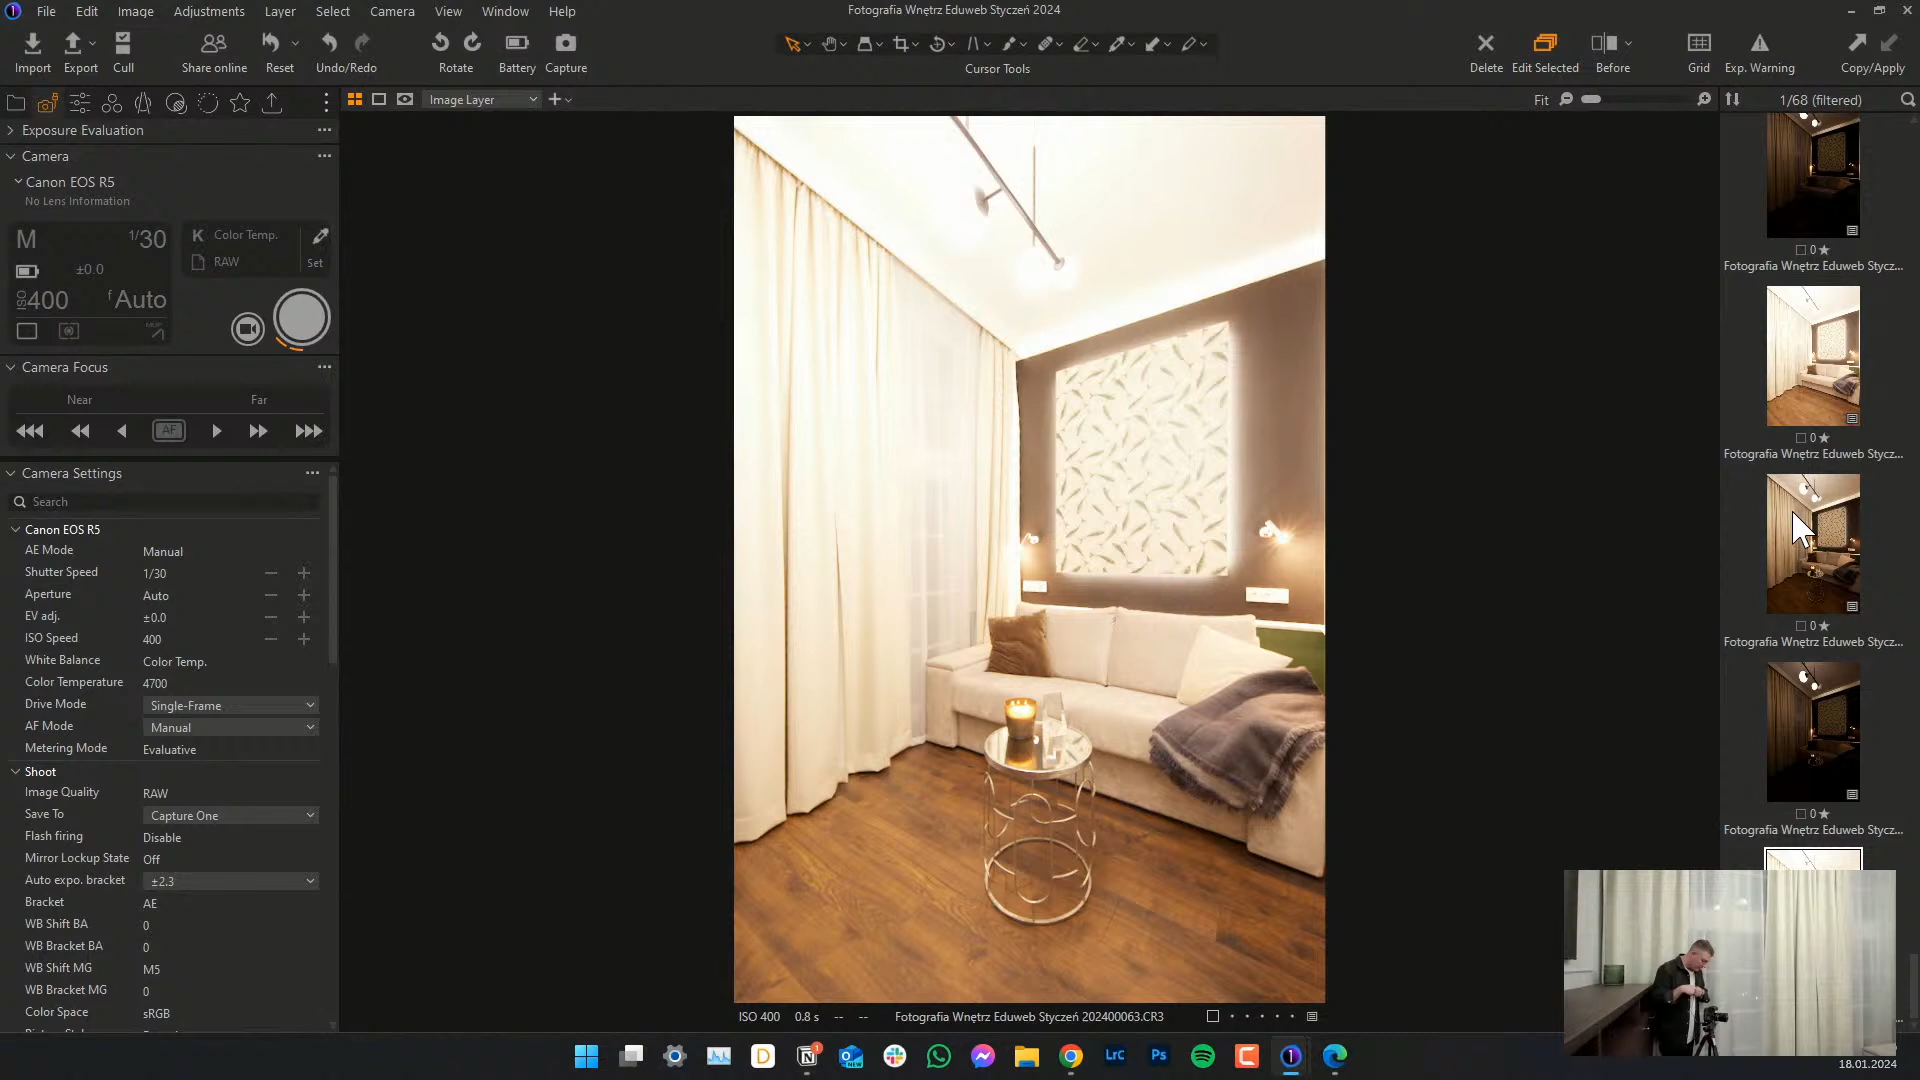 File Edit Image Adjustments Layer Select Camera View Window Help
Fotografia Wnętrz Eduweb Styczeń 2024
Import Export Cull Share online Reset Undo/Redo Rotate Battery Capture
Cursor Tools
Delete Edit Selected Before Grid Exp. Warning Copy/Apply
Image Layer
Fit
1/68 (filtered)
Exposure Evaluation
Camera
Canon EOS R5
No Lens Information
M 1/30
K Color Temp.
±0.0
RAW
Set
ISO 400 f Auto
Camera Focus
Near Far
AF
Camera Settings
Search
Canon EOS R5
AE Mode Manual
Shutter Speed 1/30
Aperture Auto
EV adj. ±0.0
ISO Speed 400
White Balance Color Temp.
Color Temperature 4700
Drive Mode Single-Frame
AF Mode Manual
Metering Mode Evaluative
Shoot
Image Quality RAW
Save To Capture One
Flash firing Disable
Mirror Lockup State Off
Auto expo. bracket ±2.3
Bracket AE
WB Shift BA 0
WB Bracket BA 0
WB Shift MG M5
WB Bracket MG 0
Color Space sRGB
0★
Fotografia Wnętrz Eduweb Stycz...
0★
Fotografia Wnętrz Eduweb Stycz...
0★
Fotografia Wnętrz Eduweb Stycz...
0★
Fotografia Wnętrz Eduweb Stycz...
ISO 400 0.8 s -- -- Fotografia Wnętrz Eduweb Styczeń 202400063.CR3
D
N
1
NEW
LrC
Ps
1
18.01.2024